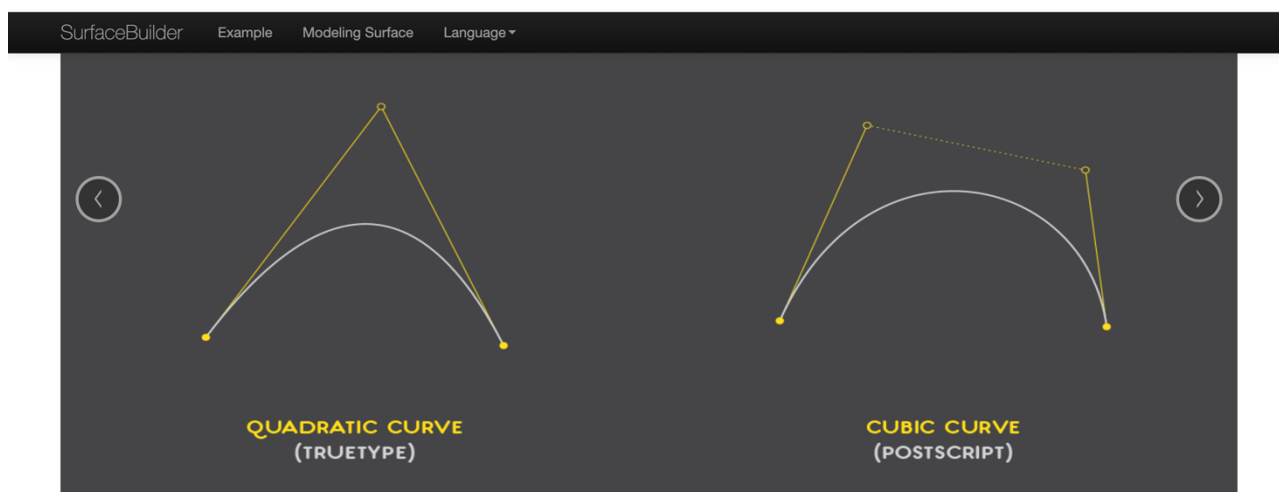 SurfaceBuilder Example Modeling Surface Language
QUADRATIC CURVE
(TRUETYPE)
CUBIC CURVE
(POSTSCRIPT)